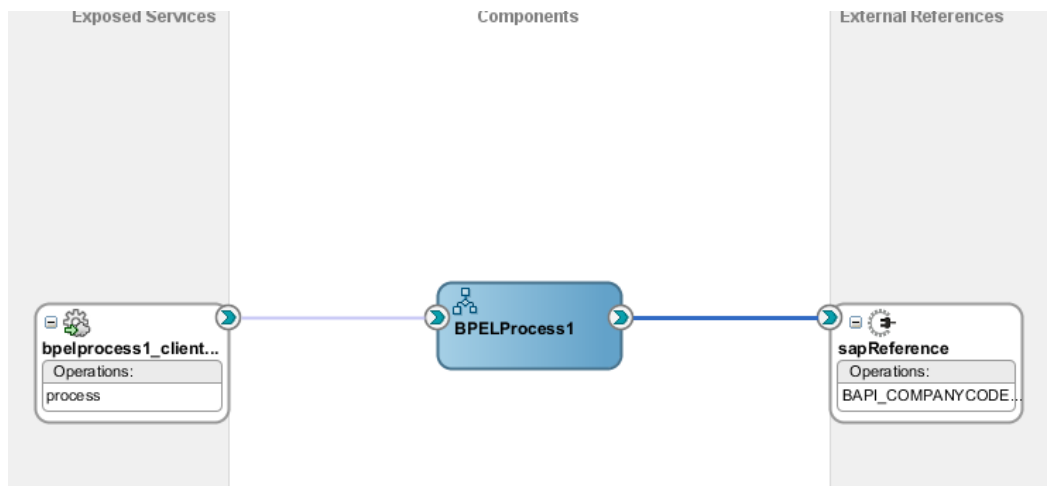 Exposed Services
Components
External References
bpelprocess1_client...
Operations:
process
BPELProcess1
sapReference
Operations:
BAPI_COMPANYCODE...